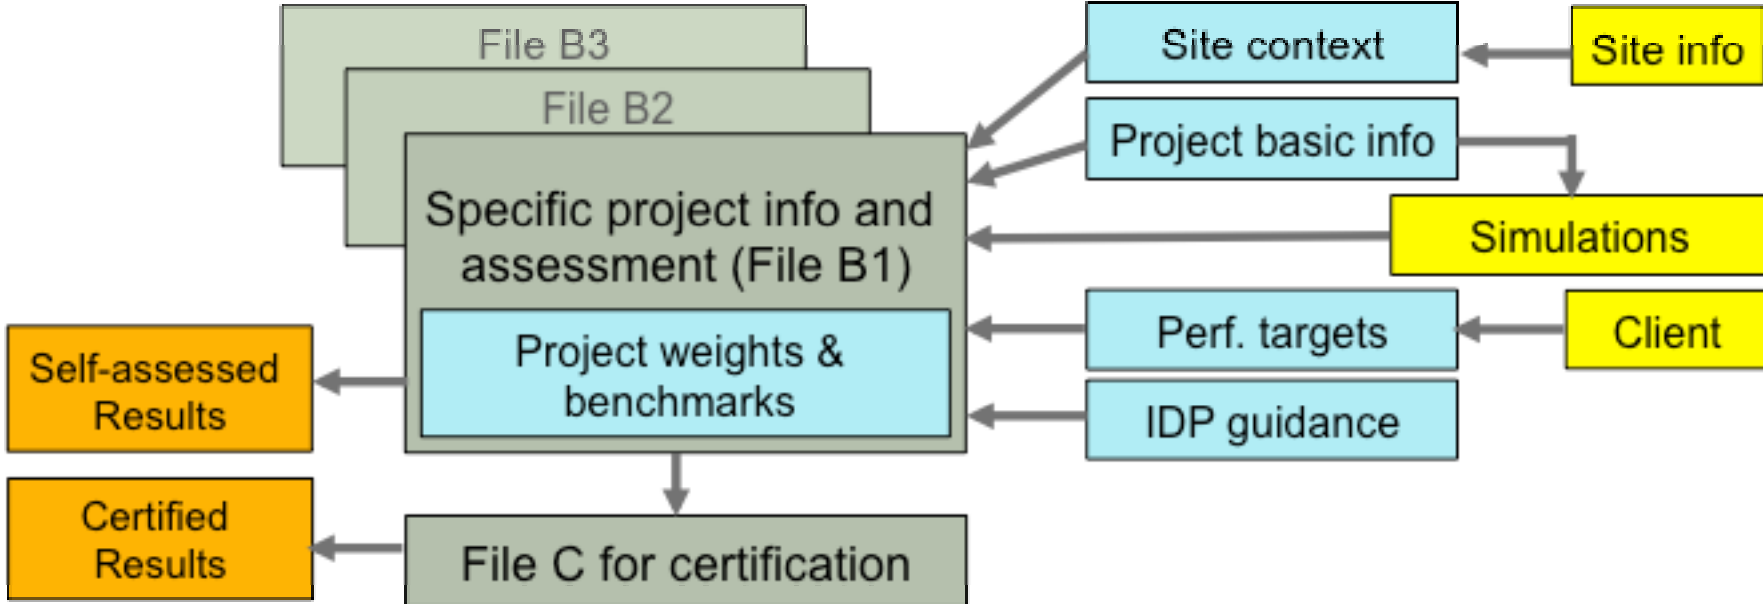 File B3
File B2
Specific project info and
assessment (File B1)
Project weights &
benchmarks
Self-assessed
Results
Certified
Results
File C for certification
Site context
Site info
Project basic info
Simulations
Perf. targets
Client
IDP guidance